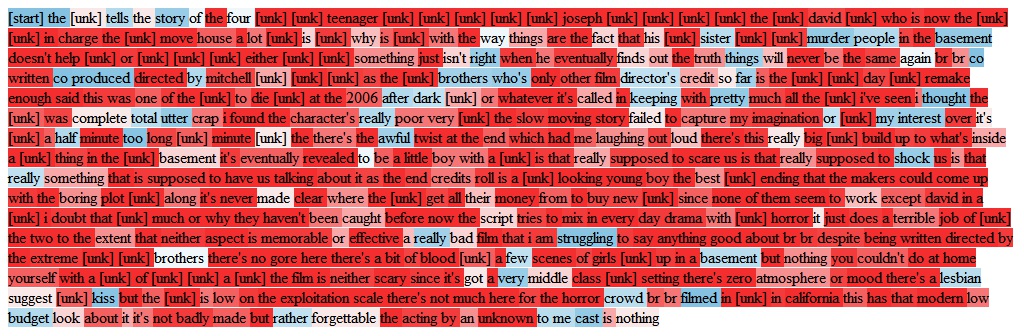 [start] the [unk] tells the story of the four [unk] [unk] teenager [unk] [unk] [unk] [unk] [unk] joseph [unk] [unk] [unk] [unk] the [unk] david [unk] who is now the [unk]
[unk] in charge the [unk] move house a lot [unk] is [unk] why is [unk] with the way things are the fact that his [unk] sister [unk] [unk] murder people in the basement
doesn't help [unk] or [unk] [unk] [unk] either [unk] [unk] something just isn't right when he eventually finds out the truth things will never be the same again br br co
written co produced directed by mitchell [unk] [unk] [unk] as the [unk] brothers who's only other film director's credit so far is the [unk] [unk] day [unk] remake
enough said this was one of the [unk] to die [unk] at the 2006 after dark [unk] or whatever it's called in keeping with pretty much all the [unk] i've seen i thought the
[unk] was complete total utter crap i found the character's really poor very [unk] the slow moving story failed to capture my imagination or [unk] my interest over it's
[unk] a half minute too long [unk] minute [unk] the there's the awful twist at the end which had me laughing out loud there's this really big [unk] build up to what's inside
a [unk] thing in the [unk] basement it's eventually revealed to be a little boy with a [unk] is that really supposed to scare us is that really supposed to shock us is that
really something that is supposed to have us talking about it as the end credits roll is a [unk] looking young boy the best [unk] ending that the makers could come up
with the boring plot [unk] along it's never made clear where the [unk] get all their money from to buy new [unk] since none of them seem to work except david in a
[unk] i doubt that [unk] much or why they haven't been caught before now the script tries to mix in every day drama with [unk] horror it just does a terrible job of [unk]
the two to the extent that neither aspect is memorable or effective a really bad film that i am struggling to say anything good about br br despite being written directed by
the extreme [unk] [unk] brothers there's no gore here there's a bit of blood [unk] a few scenes of girls [unk] up in a basement but nothing you couldn't do at home
yourself with a [unk] of [unk] [unk] a [unk] the film is neither scary since it's got a very middle class [unk] setting there's zero atmosphere or mood there's a lesbian
suggest [unk] kiss but the [unk] is low on the exploitation scale there's not much here for the horror crowd br br filmed in [unk] in california this has that modern low
budget look about it it's not badly made but rather forgettable the acting by an unknown to me cast is nothing